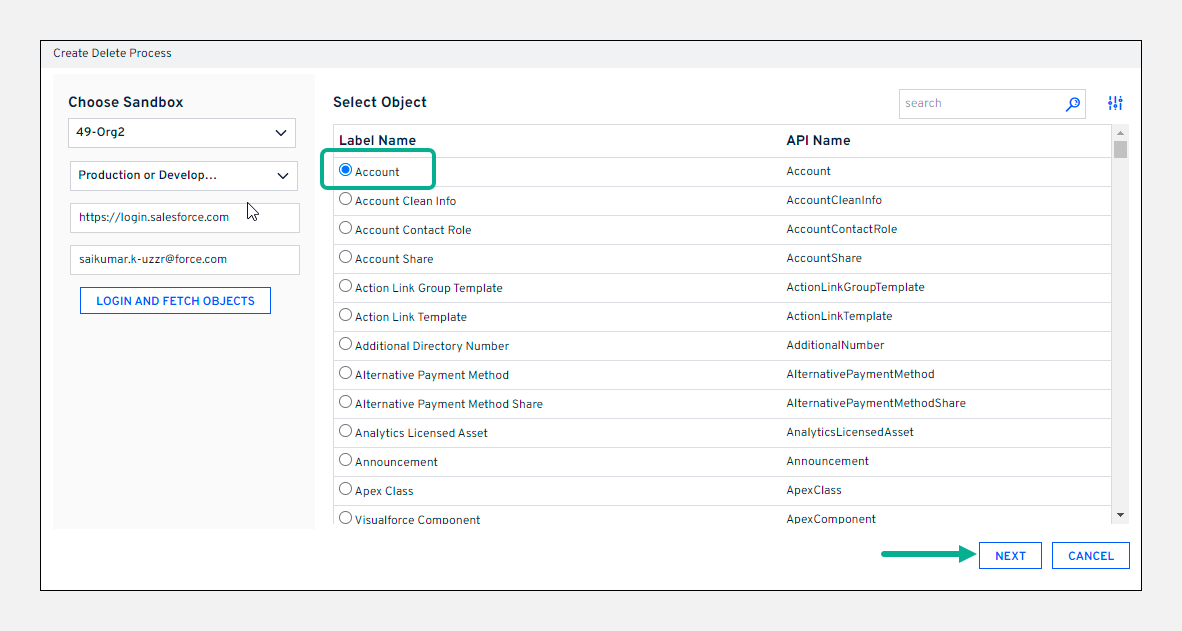 Create Delete Process
Choose Sandbox
49-Org2
Production or Develop...
https://login.salesforce.com
saikumar.k-uzzr@force.com
LOGIN AND FETCH OBJECTS
Select Object
search
Label Name API Name
Account Account
Account Clean Info AccountCleanInfo
Account Contact Role AccountContactRole
Account Share AccountShare
Action Link Group Template ActionLinkGroupTemplate
Action Link Template ActionLinkTemplate
Additional Directory Number AdditionalNumber
Alternative Payment Method AlternativePaymentMethod
Alternative Payment Method Share AlternativePaymentMethodShare
Analytics Licensed Asset AnalyticsLicensedAsset
Announcement Announcement
Apex Class ApexClass
Visualforce Component ApexComponent
NEXT CANCEL